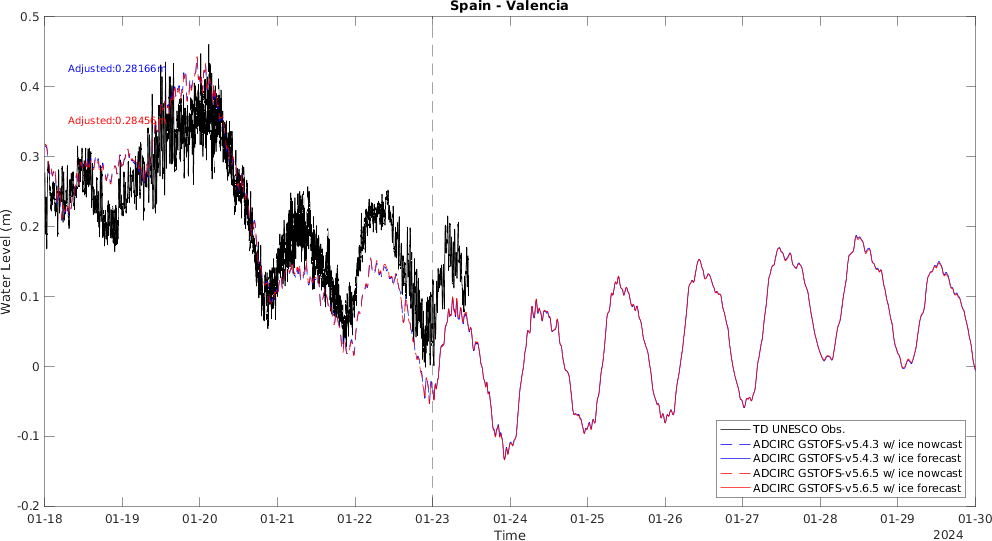 Spain - Valencia
0.5
0.4
0.3
0.2
0.1
0
-0.1
-0.2
Water Level (m)
Adjusted:0.28166m
Adjusted:0.28456
TD UNESCO Obs.
ADCIRC GSTOFS-v5.4.3 w/ ice nowcast
ADCIRC GSTOFS-v5.4.3 w/ ice forecast
ADCIRC GSTOFS-v5.6.5 w/ ice nowcast
ADCIRC GSTOFS-v5.6.5 w/ ice forecast
01-18 01-19 01-20 01-21 01-22 01-23 01-24 01-25 01-26 01-27 01-28 01-29 01-30
Time
2024